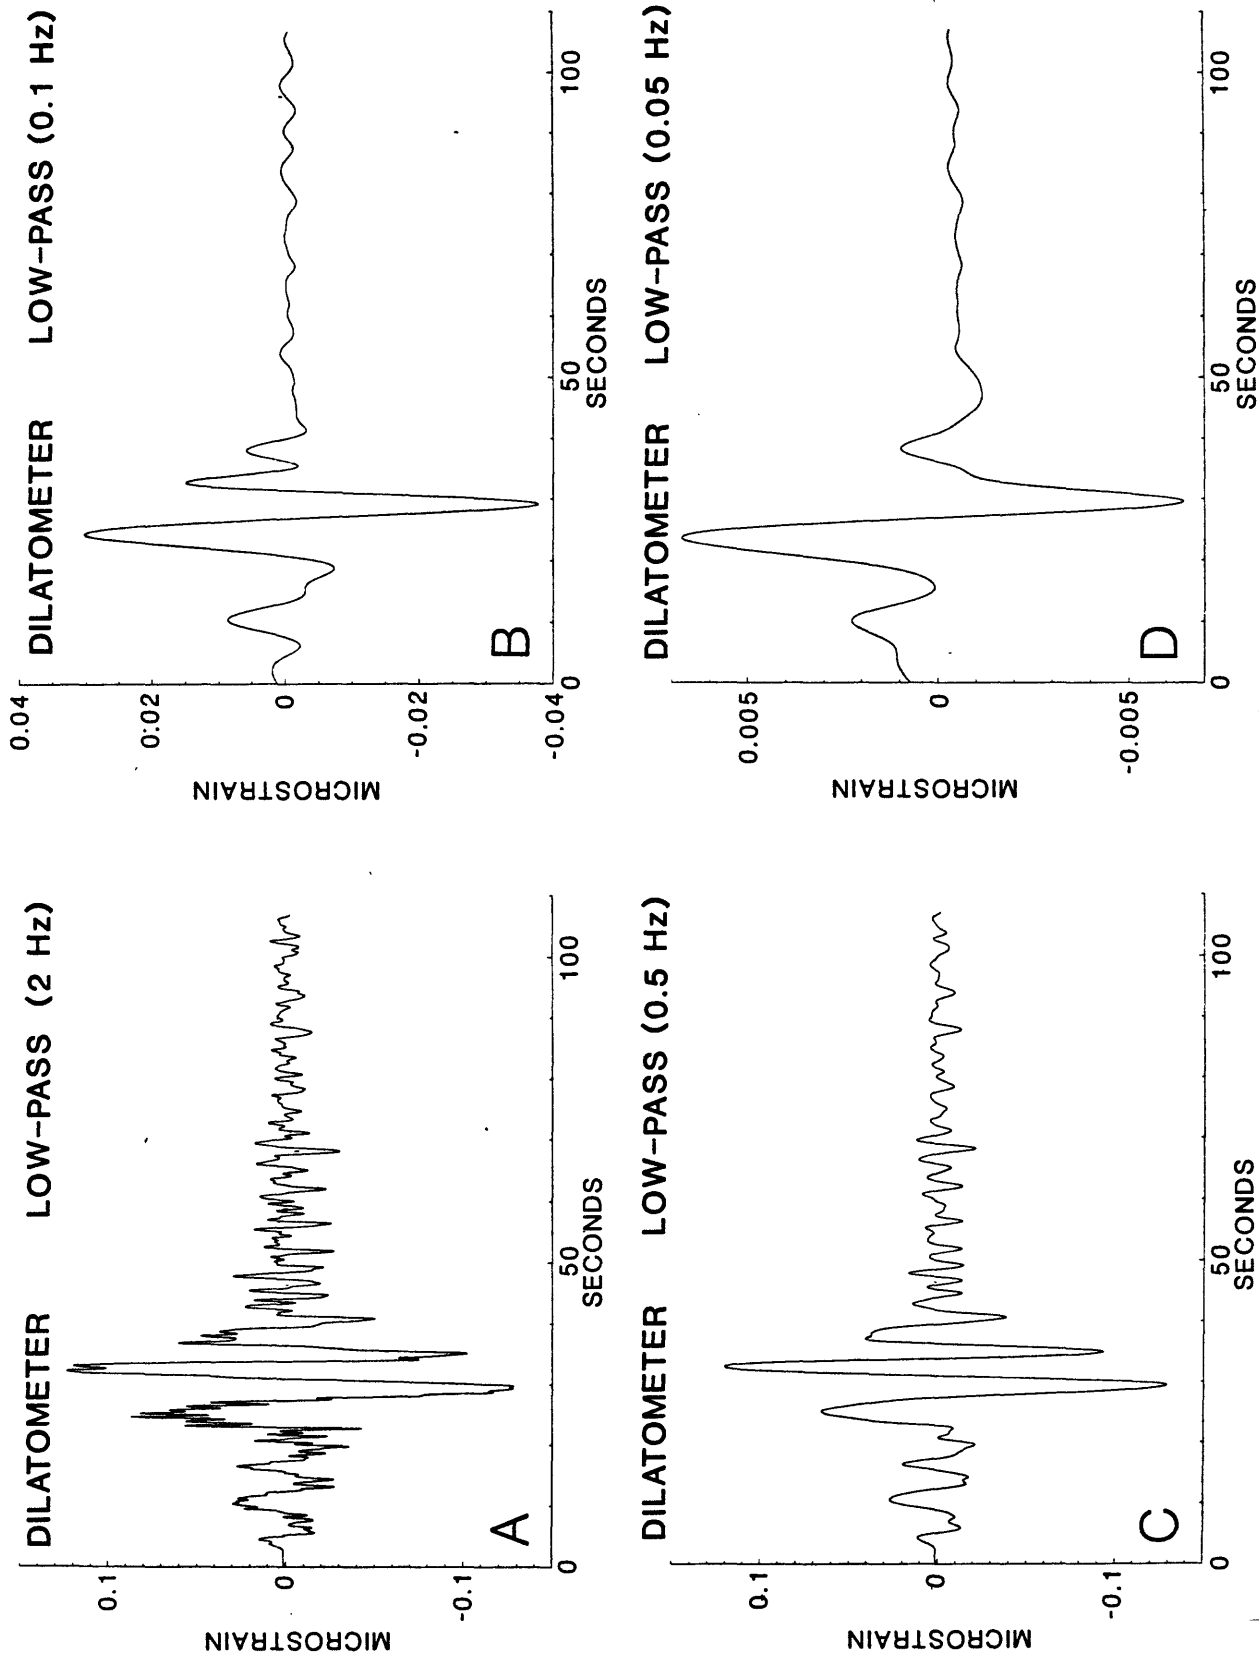 DILATOMETER LOW-PASS (2 Hz)
MICROSTRAIN
0.1
0
-0.1
A
0
50
100
SECONDS
DILATOMETER LOW-PASS (0.1 Hz)
MICROSTRAIN
0.04
0.02
0
-0.02
-0.04
B
0
50
100
SECONDS
DILATOMETER LOW-PASS (0.5 Hz)
MICROSTRAIN
0.1
0
-0.1
C
0
50
100
SECONDS
DILATOMETER LOW-PASS (0.05 Hz)
MICROSTRAIN
0.005
0
-0.005
D
0
50
100
SECONDS